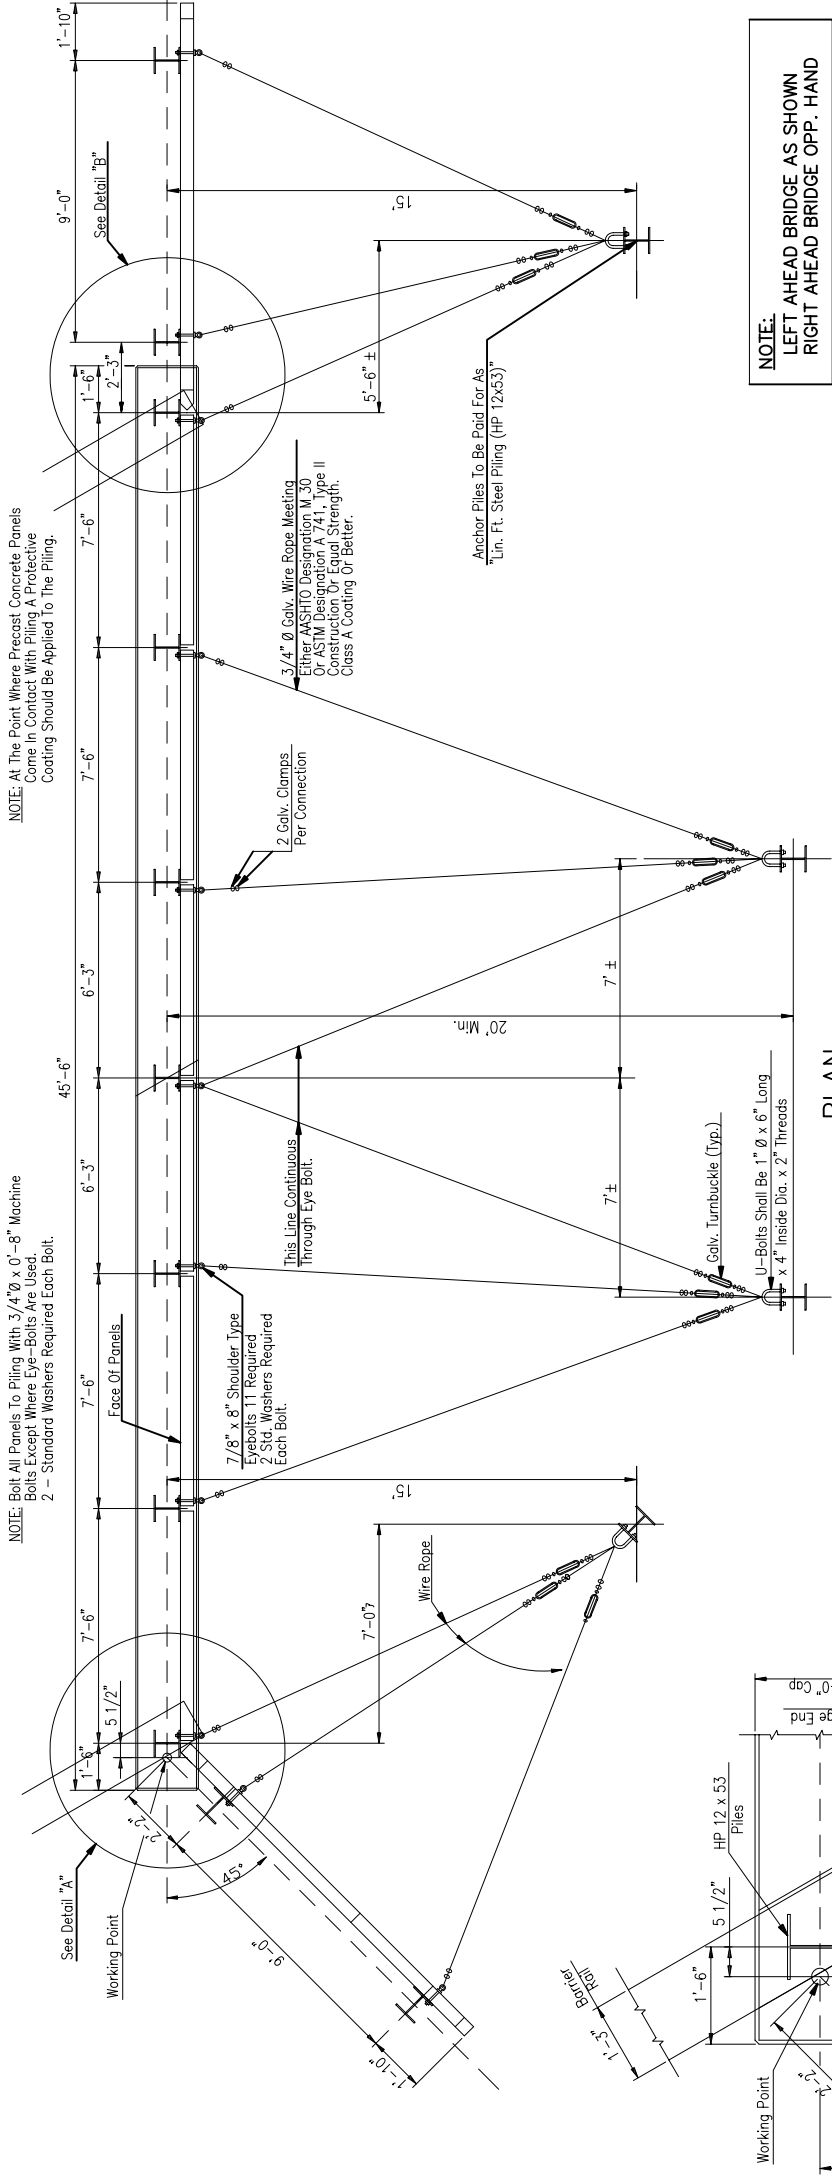 NOTE: Bolt All Panels To Piling With 3/4"Ø x 0'-8" Machine
Bolts Except Where Eye-Bolts Are Used.
2 - Standard Washers Required Each Bolt.
NOTE: At The Point Where Precast Concrete Panels
Come In Contact With Piling A Protective
Coating Should Be Applied To The Piling.
45'-6"
1'-6"
7'-6"
7'-6"
6'-3"
6'-3"
7'-6"
7'-6"
1'-6"
2'-3"
9'-0"
1'-10"
5 1/2"
See Detail "A"
Working Point
2'-2"
45°
9'-0"
1'-10"
See Detail "B"
Face Of Panels
7/8" x 8" Shoulder Type
Eyebolts 11 Required
2 Std. Washers Required
Each Bolt.
This Line Continuous
Through Eye Bolt.
2 Galv. Clamps
Per Connection
3/4" Ø Galv. Wire Rope Meeting
Either AASHTO Designation M 30
Or ASTM Designation A 741, Type II
Construction Or Equal Strength.
Class A Coating Or Better.
15'
7'-0"?
Wire Rope
20' Min.
7'±
7' ±
15'
5'-6" ±
Anchor Piles To Be Paid For As
"Lin. Ft. Steel Piling (HP 12x53)"
Galv. Turnbuckle (Typ.)
U-Bolts Shall Be 1" Ø x 6" Long
x 4" Inside Dia. x 2" Threads
PLAN
NOTE:
LEFT AHEAD BRIDGE AS SHOWN
RIGHT AHEAD BRIDGE OPP. HAND
1'-3" Barrier
Rail
1'-6"
5 1/2"
HP 12 x 53
Piles
Working Point
2'-2"
0" Cap
ge End